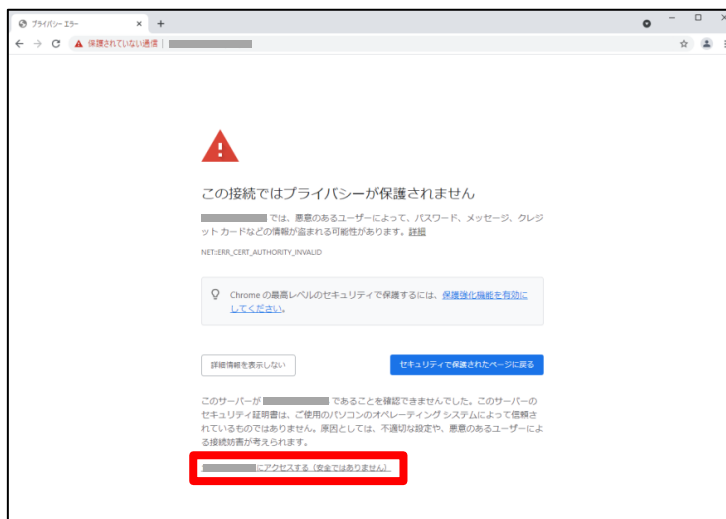 プライバシー エラー
保護されていない通信
この接続ではプライバシーが保護されません
では、悪意のあるユーザーによって、パスワード、メッセージ、クレジ
ット カードなどの情報が盗まれる可能性があります。詳細
NET::ERR_CERT_AUTHORITY_INVALID
Chrome の最高レベルのセキュリティで保護するには、保護強化機能を有効に
してください。
詳細情報を表示しない
セキュリティで保護されたページに戻る
このサーバーが であることを確認できませんでした。このサーバーの
セキュリティ証明書は、ご使用のパソコンのオペレーティング システムによって信頼さ
れているものではありません。原因としては、不適切な設定や、悪意のあるユーザーによ
る接続妨害が考えられます。
にアクセスする（安全ではありません）